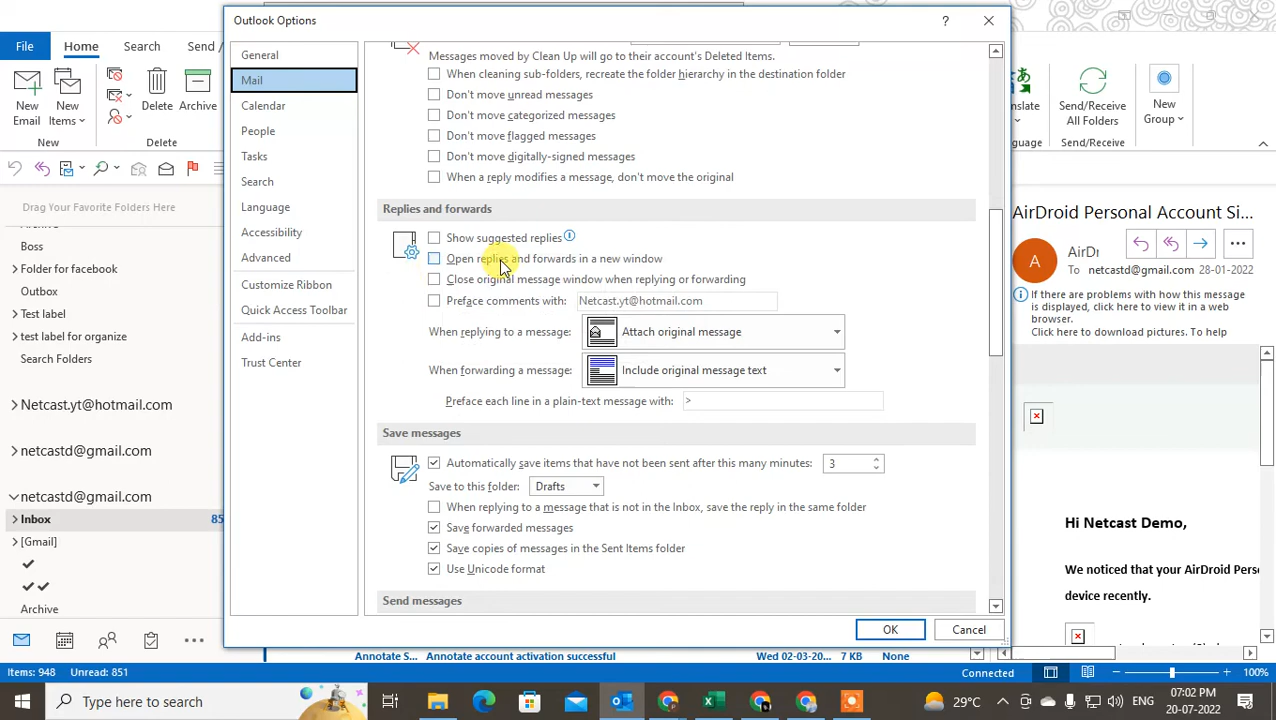 Outlook Options
?
File
Home
Search
Send /
New Email
New Items
Delete
Archive
New
Delete
Send/Receive All Folders
New Group
Send/Receive
Drag Your Favorite Folders Here
Boss
Folder for facebook
Outbox
Test label
test label for organize
Search Folders
Netcast.yt@hotmail.com
netcastd@gmail.com
netcastd@gmail.com
Inbox 85
[Gmail]
Archive
General
Mail
Calendar
People
Tasks
Search
Language
Accessibility
Advanced
Customize Ribbon
Quick Access Toolbar
Add-ins
Trust Center
Messages moved by Clean Up will go to their account's Deleted Items.
When cleaning sub-folders, recreate the folder hierarchy in the destination folder
Don't move unread messages
Don't move categorized messages
Don't move flagged messages
Don't move digitally-signed messages
When a reply modifies a message, don't move the original
Replies and forwards
Show suggested replies
Open replies and forwards in a new window
Close original message window when replying or forwarding
Preface comments with: Netcast.yt@hotmail.com
When replying to a message: Attach original message
When forwarding a message: Include original message text
Preface each line in a plain-text message with: >
Save messages
Automatically save items that have not been sent after this many minutes: 3
Save to this folder: Drafts
When replying to a message that is not in the Inbox, save the reply in the same folder
Save forwarded messages
Save copies of messages in the Sent Items folder
Use Unicode format
Send messages
OK
Cancel
AirDroid Personal Account Si...
A
AirDr
To netcastd@gmail.com 28-01-2022
If there are problems with how this message
is displayed, click here to view it in a web
browser.
Click here to download pictures. To help
Hi Netcast Demo,
We noticed that your AirDroid Perso
device recently.
Annotate S... Annotate account activation successful Wed 02-03-20... 7 KB None
Items: 948 Unread: 851
Connected
100%
Type here to search
29°C
ENG
07:02 PM
20-07-2022